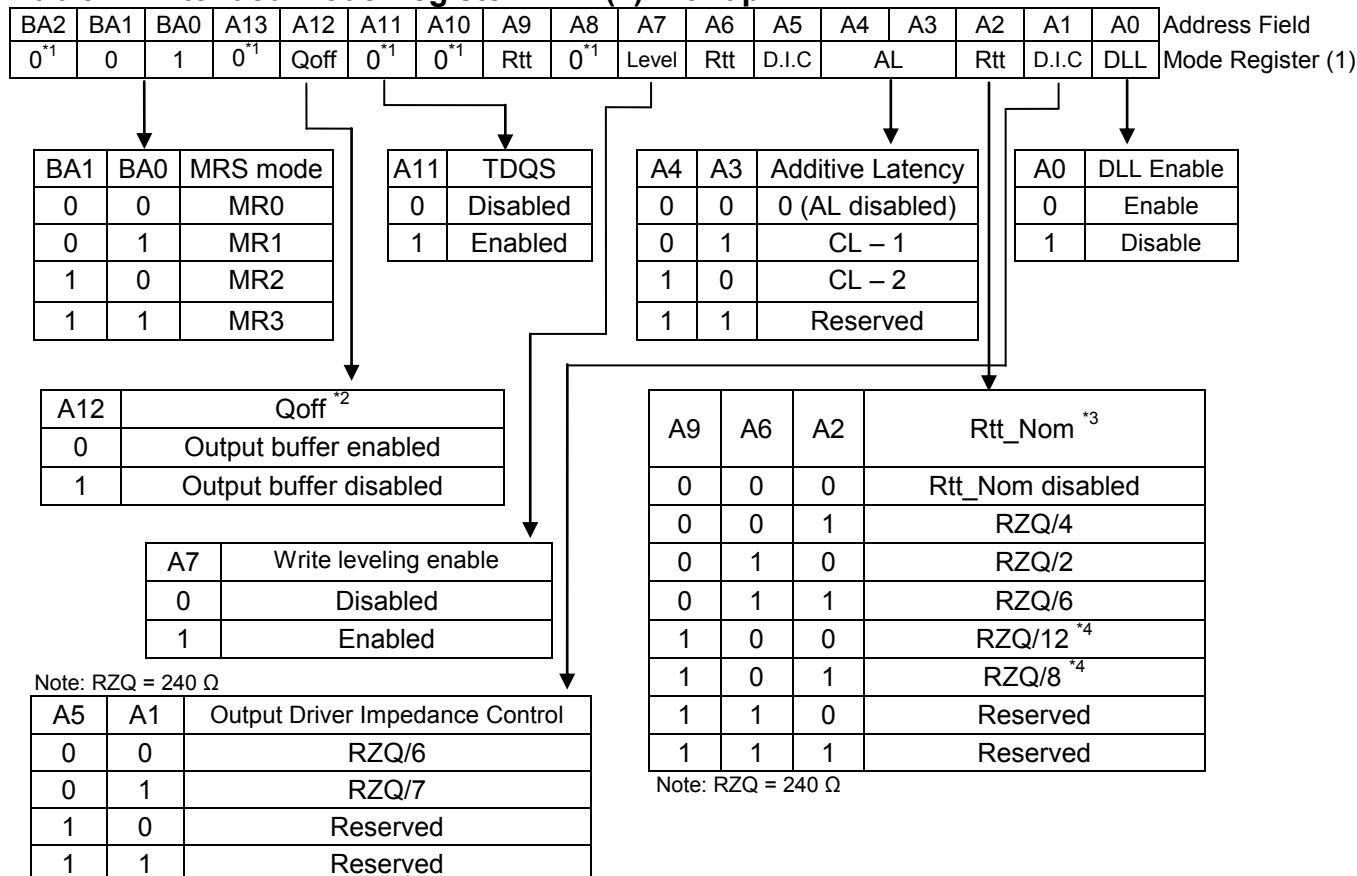 BA2 BA1 BA0 A13 A12 A11 A10 A9 A8 A7 A6 A5 A4 A3 A2 A1 A0 Address Field
0*1 0 1 0*1 Qoff 0*1 0*1 Rtt 0*1 Level Rtt D.I.C AL Rtt D.I.C DLL Mode Register (1)
BA1 BA0 MRS mode
0 0 MR0
0 1 MR1
1 0 MR2
1 1 MR3
A11 TDQS
0 Disabled
1 Enabled
A4 A3 Additive Latency
0 0 0 (AL disabled)
0 1 CL – 1
1 0 CL – 2
1 1 Reserved
A0 DLL Enable
0 Enable
1 Disable
A12 Qoff *2
0 Output buffer enabled
1 Output buffer disabled
A7 Write leveling enable
0 Disabled
1 Enabled
Note: RZQ = 240 Ω
A5 A1 Output Driver Impedance Control
0 0 RZQ/6
0 1 RZQ/7
1 0 Reserved
1 1 Reserved
A9 A6 A2 Rtt_Nom *3
0 0 0 Rtt_Nom disabled
0 0 1 RZQ/4
0 1 0 RZQ/2
0 1 1 RZQ/6
1 0 0 RZQ/12 *4
1 0 1 RZQ/8 *4
1 1 0 Reserved
1 1 1 Reserved
Note: RZQ = 240 Ω